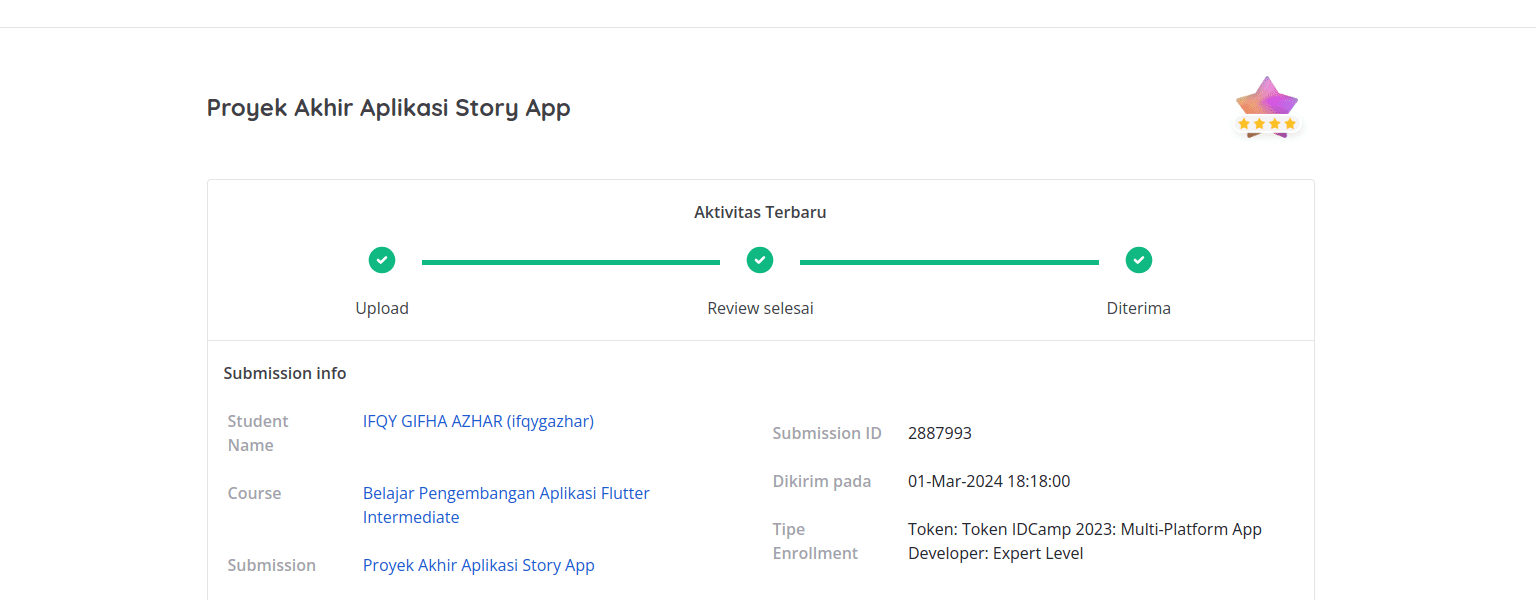 Proyek Akhir Aplikasi Story App
Aktivitas Terbaru
Upload
Review selesai
Diterima
Submission info
Student
Name
IFQY GIFHA AZHAR (ifqygazhar)
Course
Belajar Pengembangan Aplikasi Flutter
Intermediate
Submission
Proyek Akhir Aplikasi Story App
Submission ID
2887993
Dikirim pada
01-Mar-2024 18:18:00
Tipe
Enrollment
Token: Token IDCamp 2023: Multi-Platform App
Developer: Expert Level